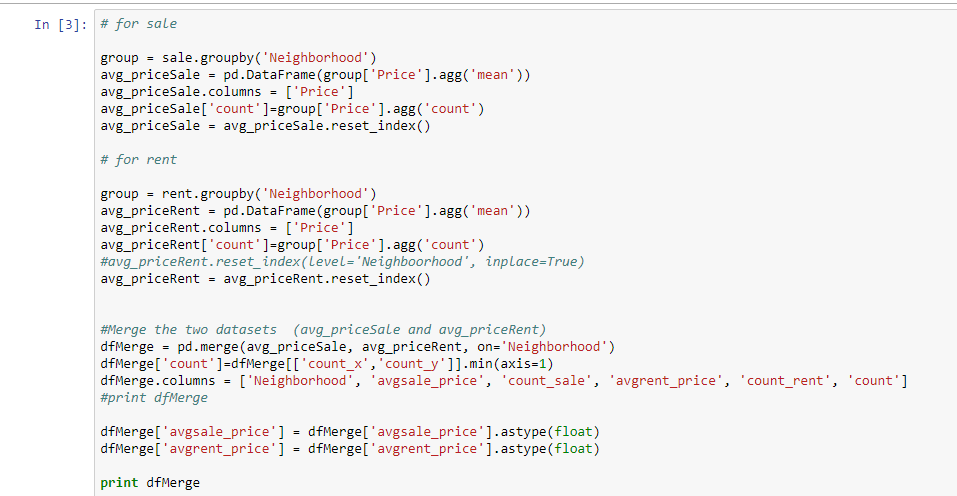 In [3]: # for sale
group = sale.groupby('Neighborhood')
avg_priceSale = pd.DataFrame(group['Price'].agg('mean'))
avg_priceSale.columns = ['Price']
avg_priceSale['count']=group['Price'].agg('count')
avg_priceSale = avg_priceSale.reset_index()
# for rent
group = rent.groupby('Neighborhood')
avg_priceRent = pd.DataFrame(group['Price'].agg('mean'))
avg_priceRent.columns = ['Price']
avg_priceRent['count']=group['Price'].agg('count')
#avg_priceRent.reset_index(level='Neighboorhood', inplace=True)
avg_priceRent = avg_priceRent.reset_index()
#Merge the two datasets  (avg_priceSale and avg_priceRent)
dfMerge = pd.merge(avg_priceSale, avg_priceRent, on='Neighborhood')
dfMerge['count']=dfMerge[['count_x','count_y']].min(axis=1)
dfMerge.columns = ['Neighborhood', 'avgsale_price', 'count_sale', 'avgrent_price', 'count_rent', 'count']
#print dfMerge
dfMerge['avgsale_price'] = dfMerge['avgsale_price'].astype(float)
dfMerge['avgrent_price'] = dfMerge['avgrent_price'].astype(float)
print dfMerge